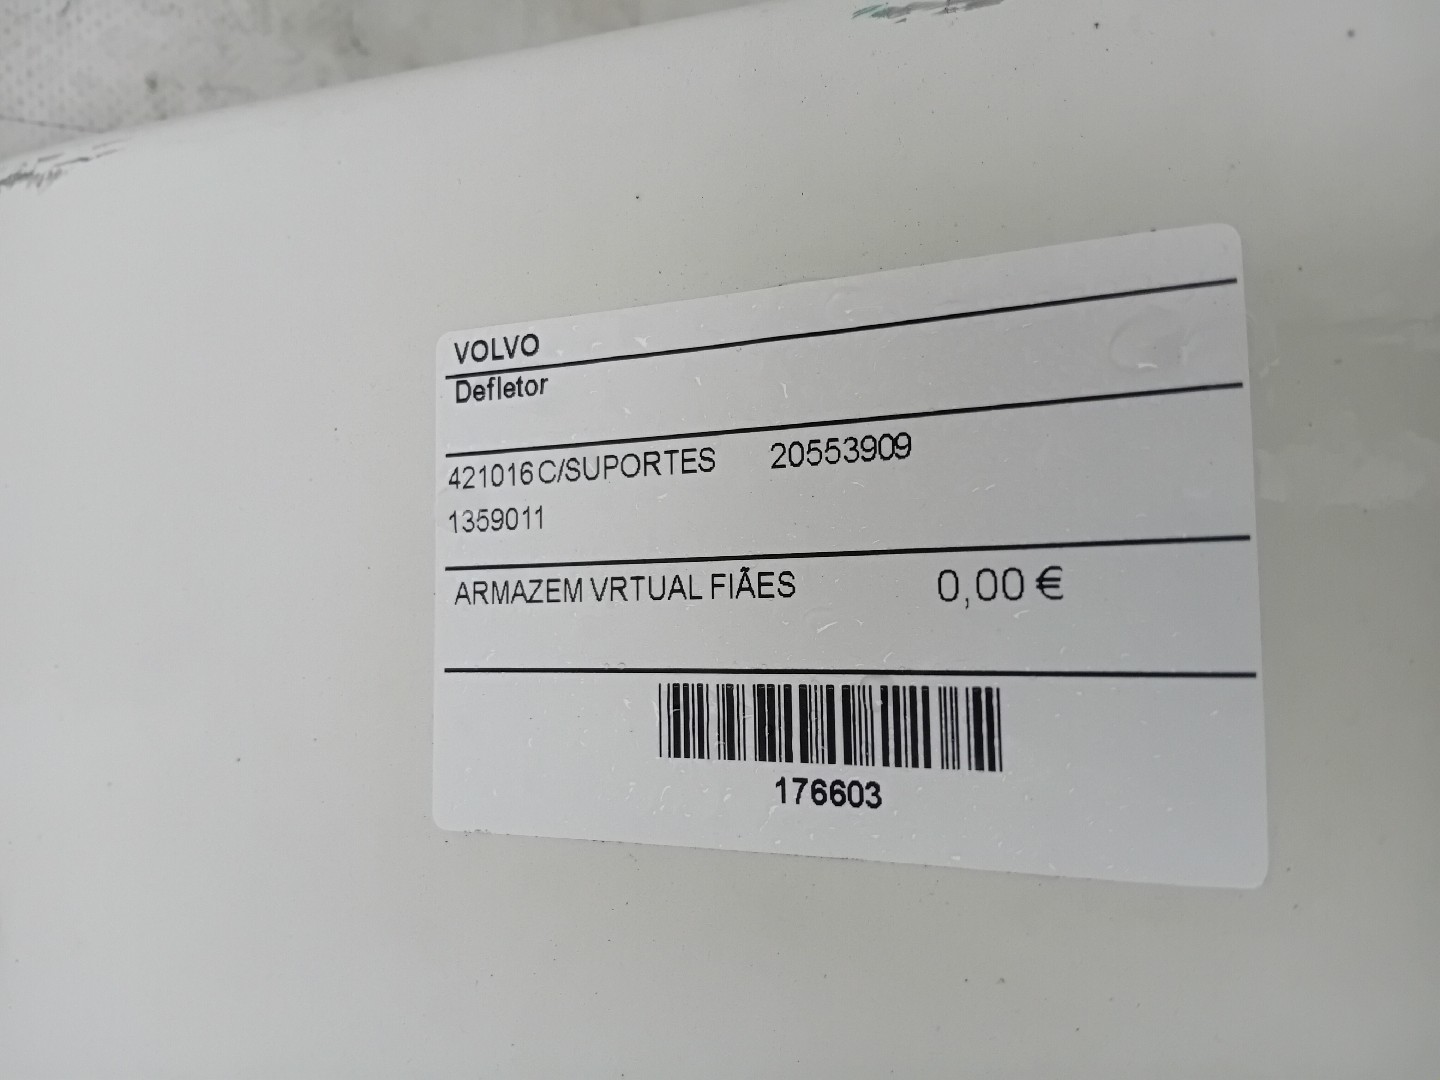 VOLVO
Defletor
421016 C/SUPORTES 20553909
1359011
ARMAZEM VRTUAL FIÃES 0,00 €
176603